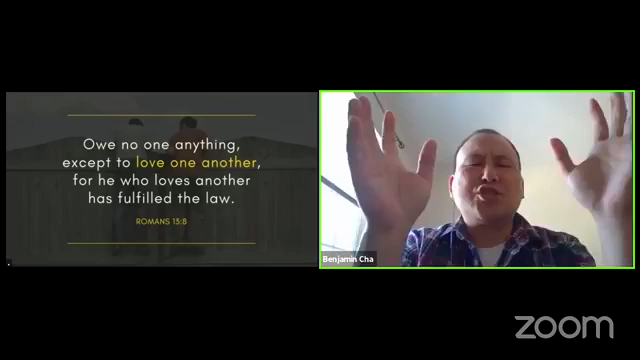 Owe no one anything,
except to love one another,
for he who loves another
has fulfilled the law.
ROMANS 13:8
Benjamin Cha
zoom